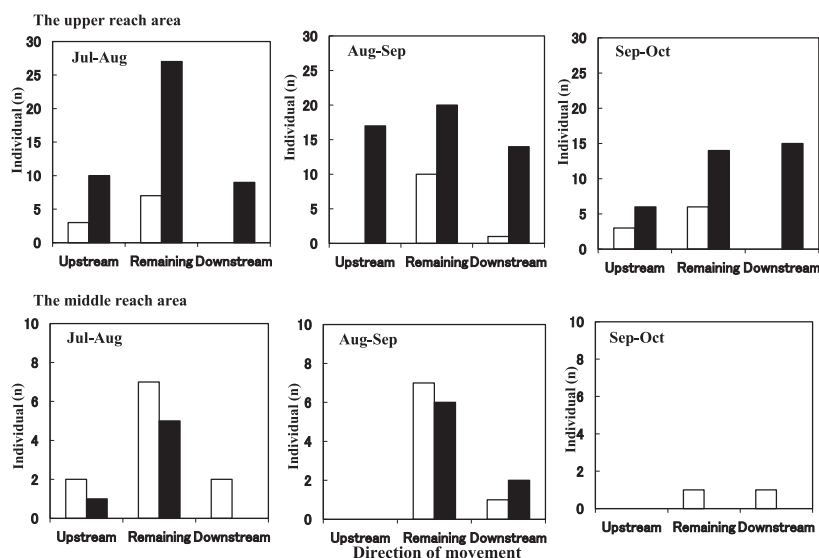 The upper reach area
Jul-Aug
Individual (n)
30
25
20
15
10
5
0
Upstream Remaining Downstream
Aug-Sep
Individual (n)
30
25
20
15
10
5
0
Upstream Remaining Downstream
Sep-Oct
Individual (n)
30
25
20
15
10
5
0
Upstream Remaining Downstream
The middle reach area
Jul-Aug
Individual (n)
10
8
6
4
2
0
Upstream Remaining Downstream
Aug-Sep
Individual (n)
10
8
6
4
2
0
Upstream Remaining Downstream
Sep-Oct
Individual (n)
10
8
6
4
2
0
Upstream Remaining Downstream
Direction of movement